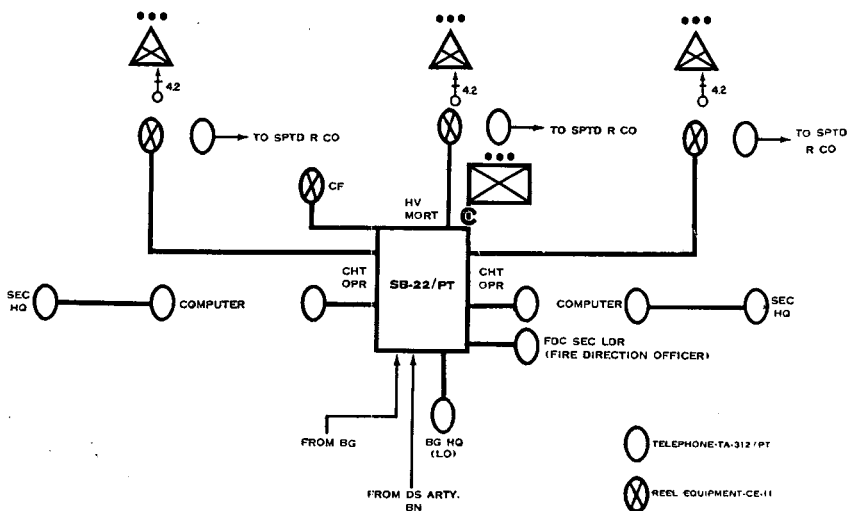 4.2
4.2
4.2
TO SPTD R CO
TO SPTD R CO
TO SPTD
R CO
CF
HV
MORT
C
CHT
OPR
SB-22/PT
CHT
OPR
SEC
HQ
COMPUTER
COMPUTER
SEC
HQ
FDC SEC LDR
(FIRE DIRECTION OFFICER)
FROM BG
BG HQ
(LO)
FROM DS ARTY.
BN
TELEPHONE-TA-312/PT
REEL EQUIPMENT-CE-11